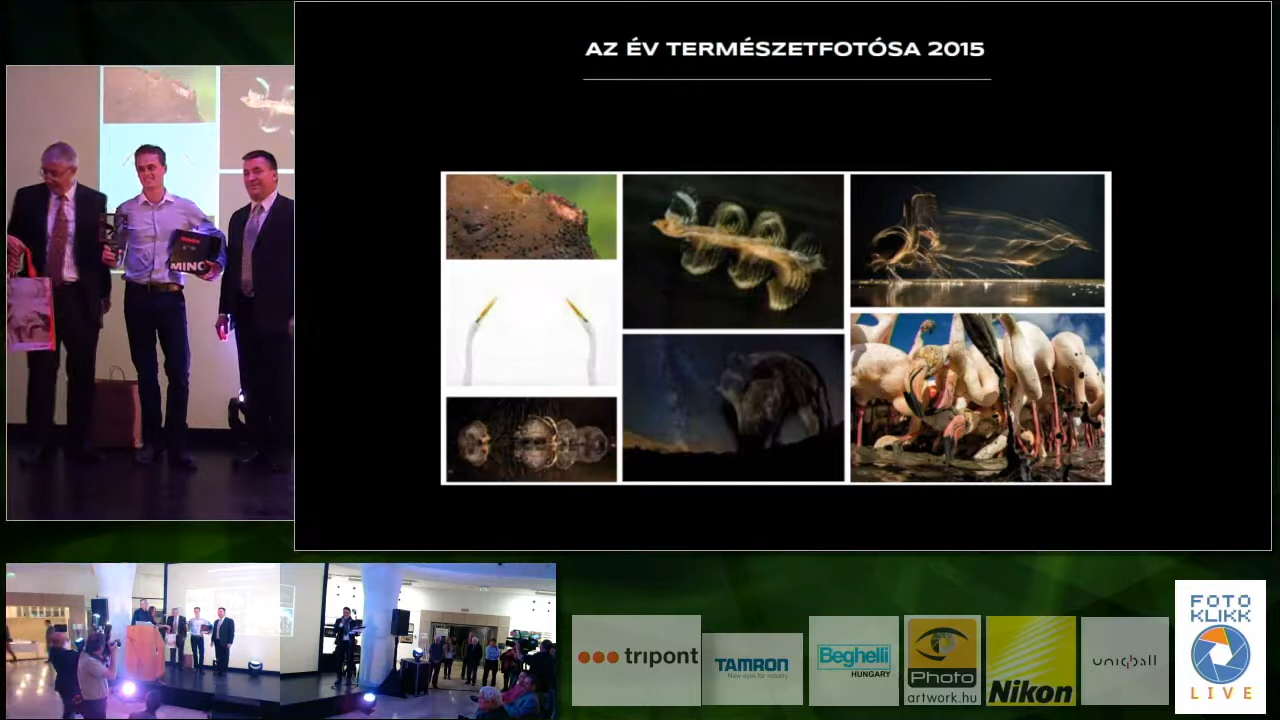 AZ ÉV TERMÉSZETFOTÓSA 2015
MINO
tripont
TAMRON
New eyes for industry
Beghelli
HUNGARY
Photo
artwork.hu
Nikon
uniqball
FOTO
KLIKK
LIVE